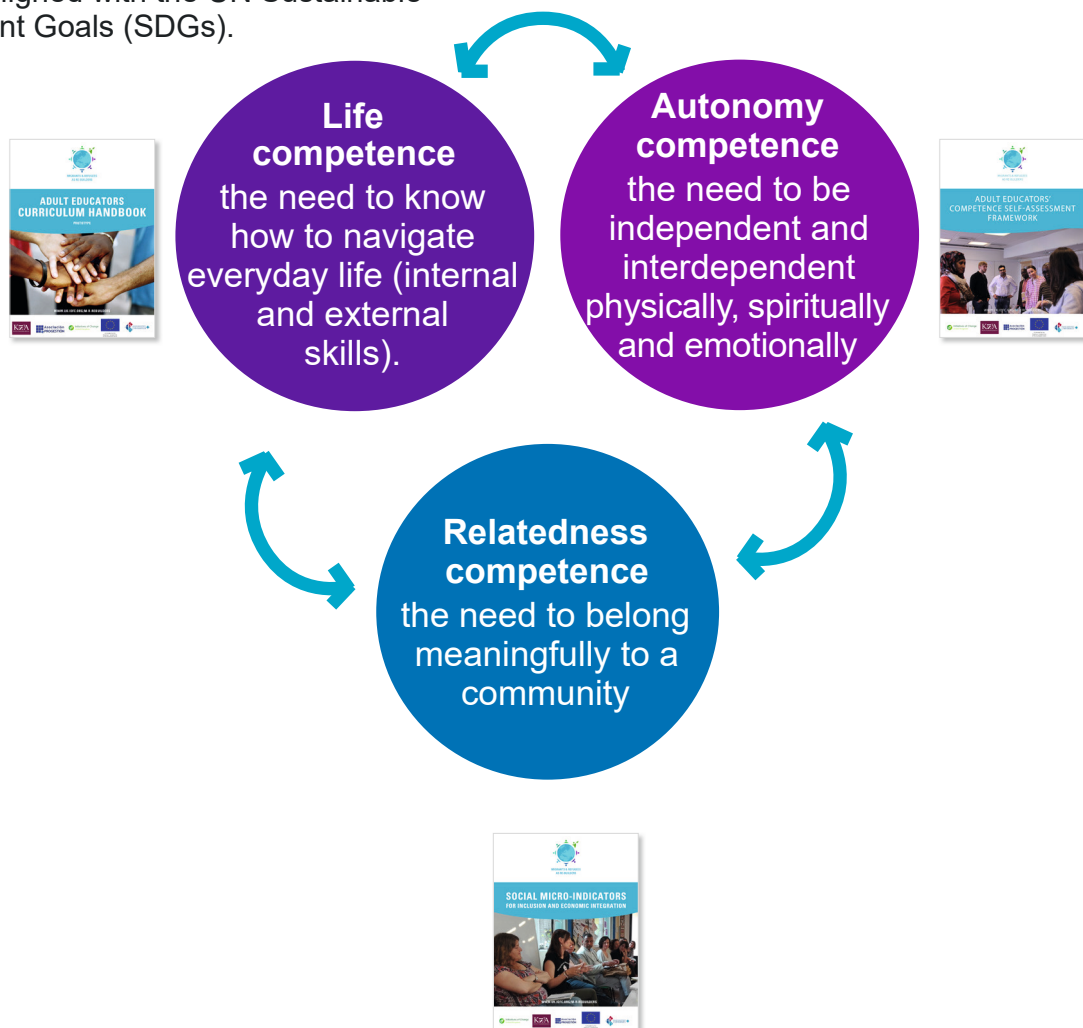 ligned with the UN Sustainable
nt Goals (SDGs).
Life
competence
the need to know
how to navigate
everyday life (internal
and external
skills).
Autonomy
competence
the need to be
independent and
interdependent
physically, spiritually
and emotionally
ADULT EDUCATORS
CURRICULUM HANDBOOK
ADULT EDUCATORS'
COMPETENCE SELF-ASSESSMENT
FRAMEWORK
Relatedness
competence
the need to belong
meaningfully to a
community
SOCIAL MICRO-INDICATORS
FOR INCLUSION AND ECONOMIC INTEGRATION